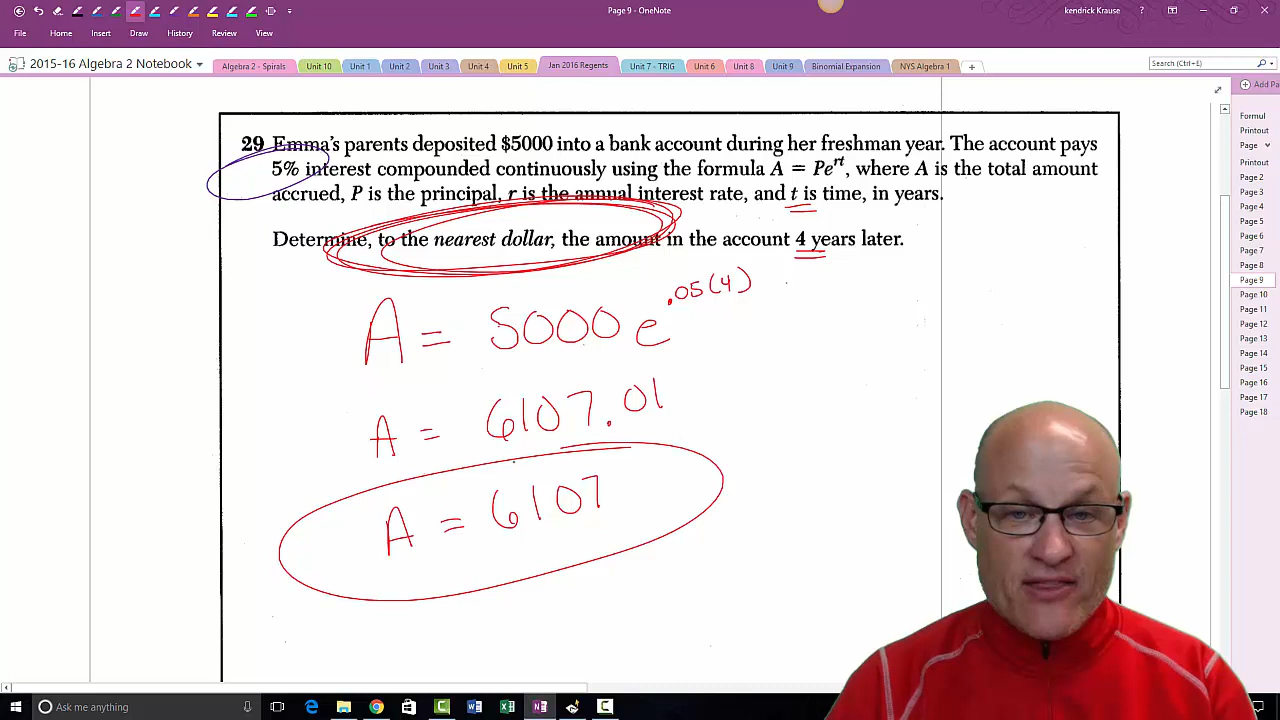 Page 9 - OneNote
kendrick Krause
File Home Insert Draw History Review View
2015-16 Algebra 2 Notebook
Algebra 2 - Spirals Unit 10 Unit 1 Unit 2 Unit 3 Unit 4 Unit 5 Jan 2016 Regents Unit 7 - TRIG Unit 6 Unit 8 Unit 9 Binomial Expansion NYS Algebra 1
Search (Ctrl+E)
29 Emma's parents deposited $5000 into a bank account during her freshman year. The account pays
5% interest compounded continuously using the formula A = Pe^rt, where A is the total amount
accrued, P is the principal, r is the annual interest rate, and t is time, in years.
Determine, to the nearest dollar, the amount in the account 4 years later.
A = 5000 e^.05(4)
A = 6107.01
A = 6107
Add Pa
Formul
Printout
Page
Printout
Page 2
Page 3
Page 4
Page 5
Page 6
Page 7
Page 8
Page 9
Page 10
Page 11
Page 12
Page 13
Page 14
Page 15
Page 16
Page 17
Page 18
Ask me anything